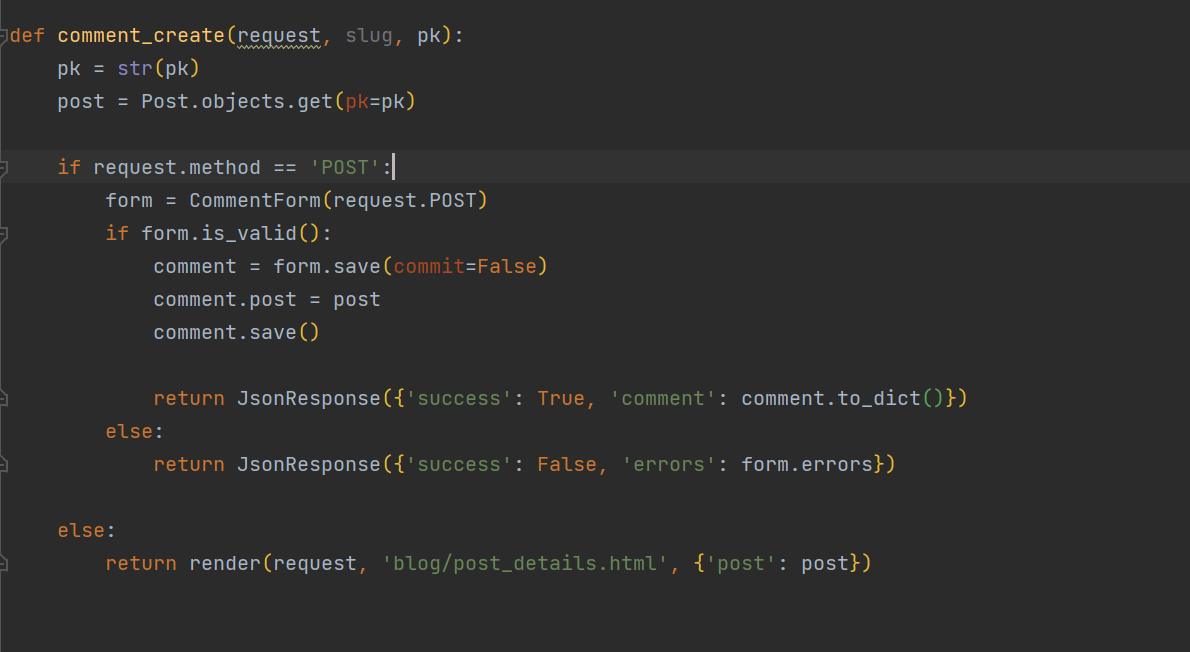 def comment_create(request, slug, pk):
    pk = str(pk)
    post = Post.objects.get(pk=pk)

    if request.method == 'POST':
        form = CommentForm(request.POST)
        if form.is_valid():
            comment = form.save(commit=False)
            comment.post = post
            comment.save()

            return JsonResponse({'success': True, 'comment': comment.to_dict()})
        else:
            return JsonResponse({'success': False, 'errors': form.errors})

    else:
        return render(request, 'blog/post_details.html', {'post': post})